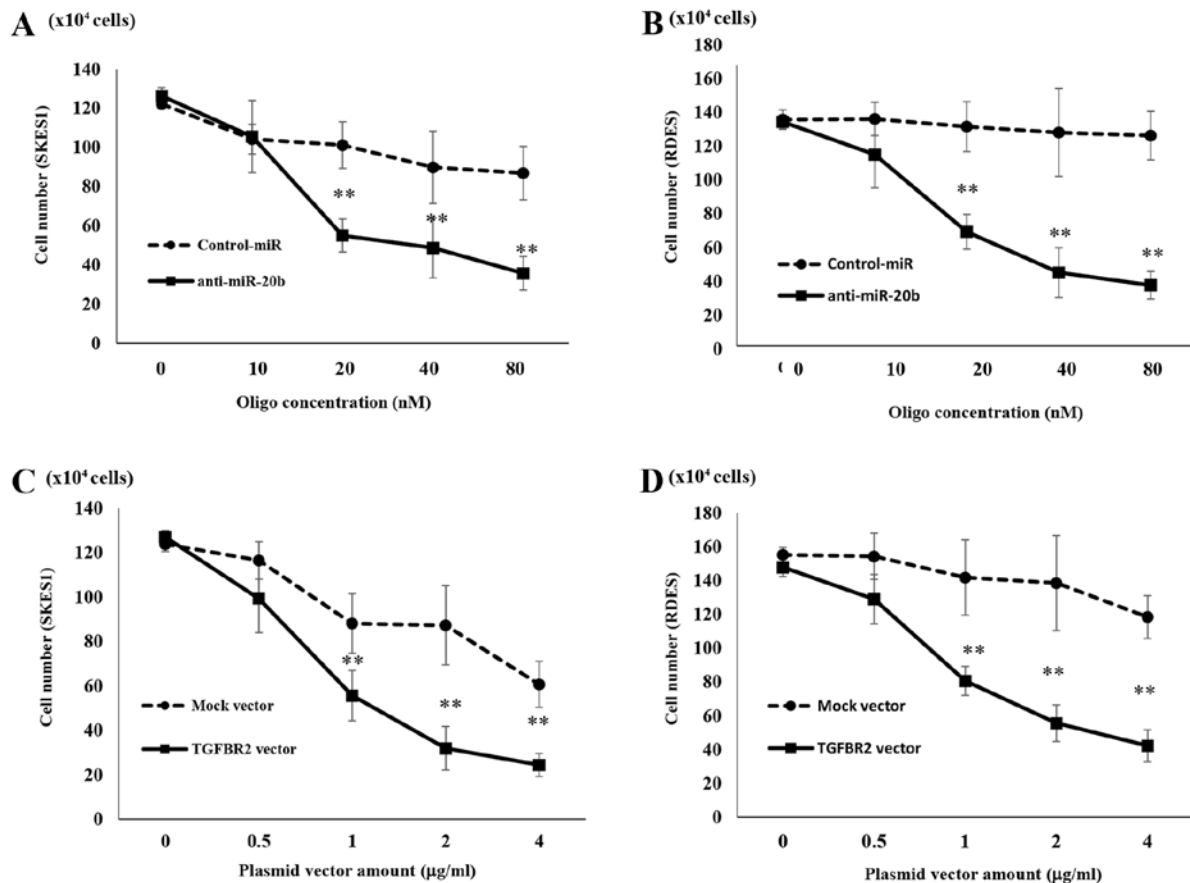 A (x10⁴ cells)
140
120
100
80
60
40
20
0
Cell number (SKES1)
**
**
**
Control-miR
anti-miR-20b
0 10 20 40 80
Oligo concentration (nM)
B (x10⁴ cells)
180
160
140
120
100
80
60
40
20
0
Cell number (RDES)
**
**
**
Control-miR
anti-miR-20b
0 10 20 40 80
Oligo concentration (nM)
C (x10⁴ cells)
140
120
100
80
60
40
20
0
Cell number (SKES1)
**
**
**
Mock vector
TGFBR2 vector
0 0.5 1 2 4
Plasmid vector amount (μg/ml)
D (x10⁴ cells)
180
160
140
120
100
80
60
40
20
0
Cell number (RDES)
**
**
**
Mock vector
TGFBR2 vector
0 0.5 1 2 4
Plasmid vector amount (μg/ml)